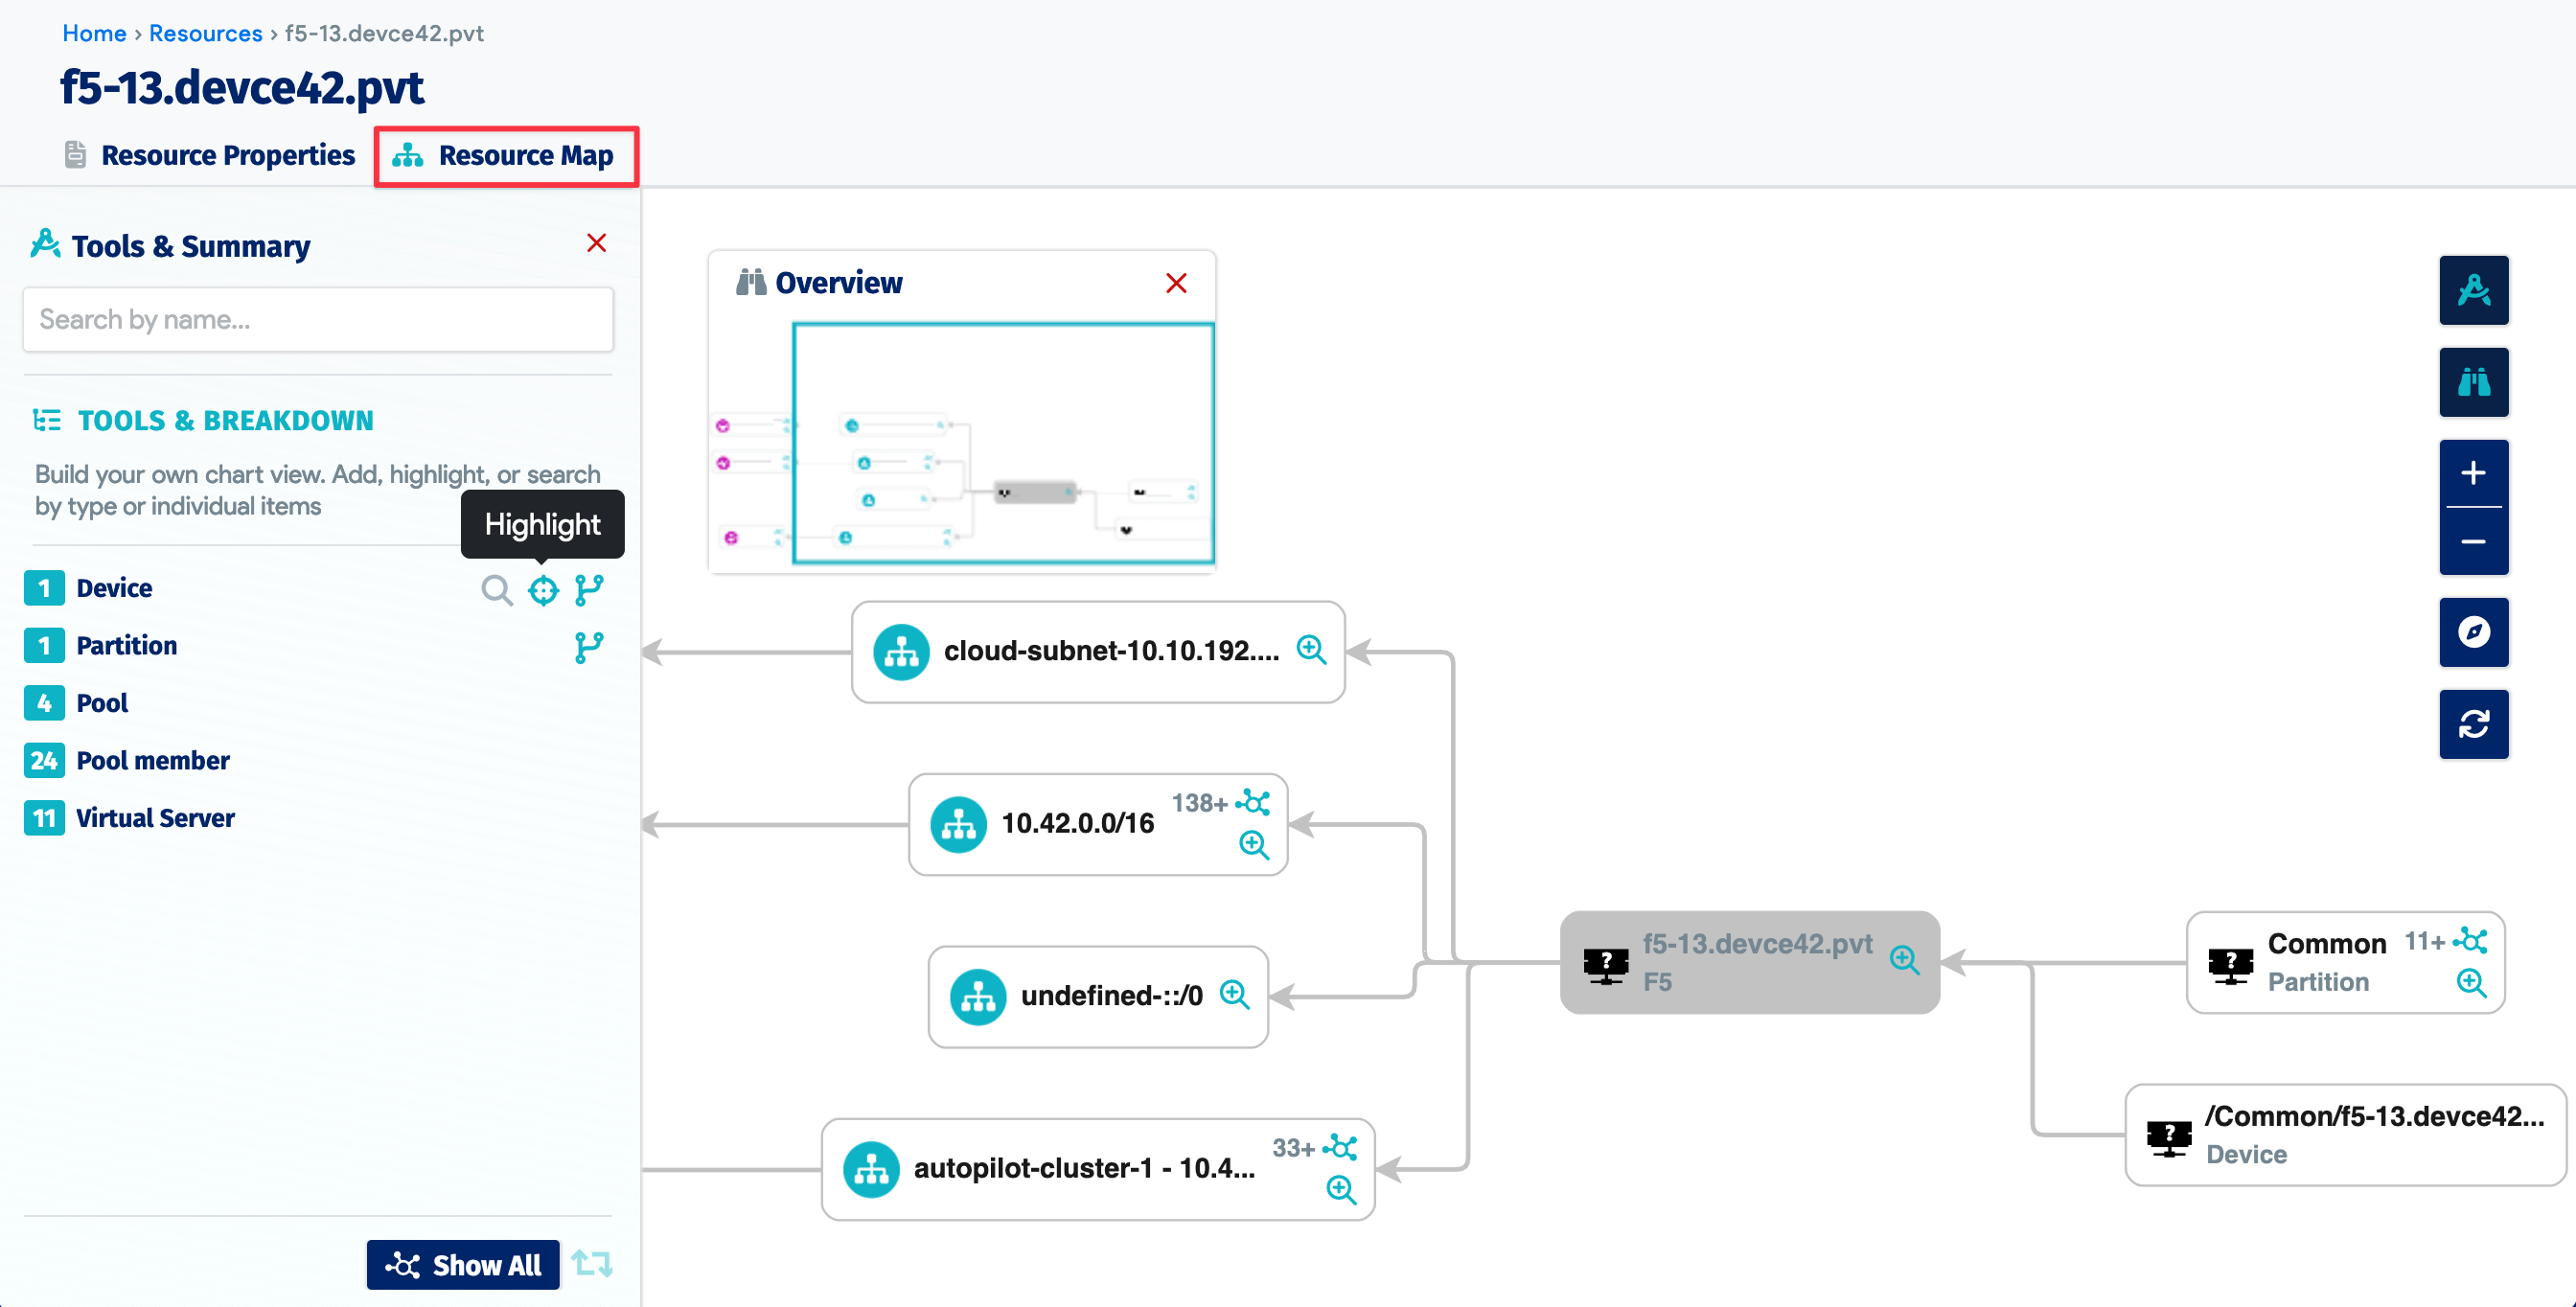 Home › Resources › f5-13.devce42.pvt
f5-13.devce42.pvt
Resource Properties
Resource Map
Tools & Summary
Search by name...
TOOLS & BREAKDOWN
Build your own chart view. Add, highlight, or search
by type or individual items
Highlight
1 Device
1 Partition
4 Pool
24 Pool member
11 Virtual Server
Show All
Overview
cloud-subnet-10.10.192....
10.42.0.0/16
138+
undefined-::/0
autopilot-cluster-1 - 10.4...
33+
f5-13.devce42.pvt
F5
Common
11+
Partition
/Common/f5-13.devce42...
Device